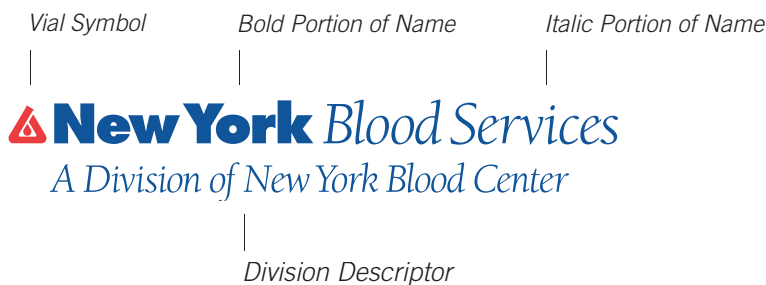 Vial Symbol Bold Portion of Name Italic Portion of Name
New York Blood Services
A Division of New York Blood Center
Division Descriptor